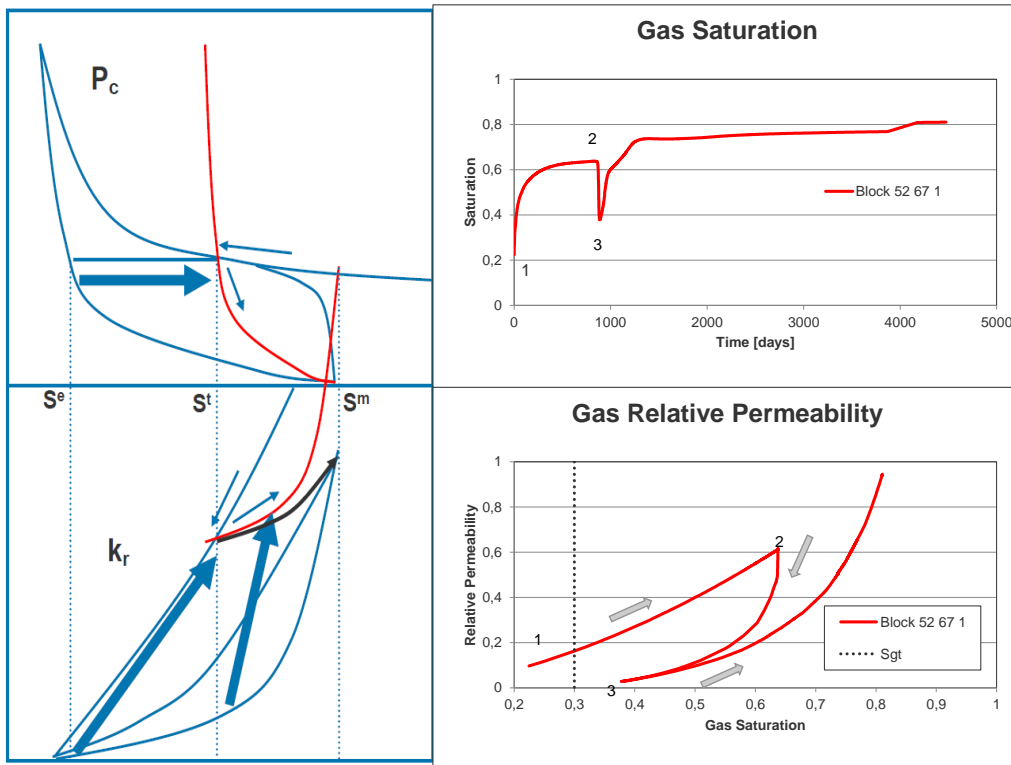 Pc
Se
St
Sm
kr
Gas Saturation
Saturation
1
0,8
0,6
0,4
0,2
0
2
3
1
Block 52 67 1
0
1000
2000
3000
4000
5000
Time [days]
Gas Relative Permeability
Relative Permeability
1
0,8
0,6
0,4
0,2
0
1
2
3
Block 52 67 1
Sgt
0,2
0,3
0,4
0,5
0,6
0,7
0,8
0,9
1
Gas Saturation